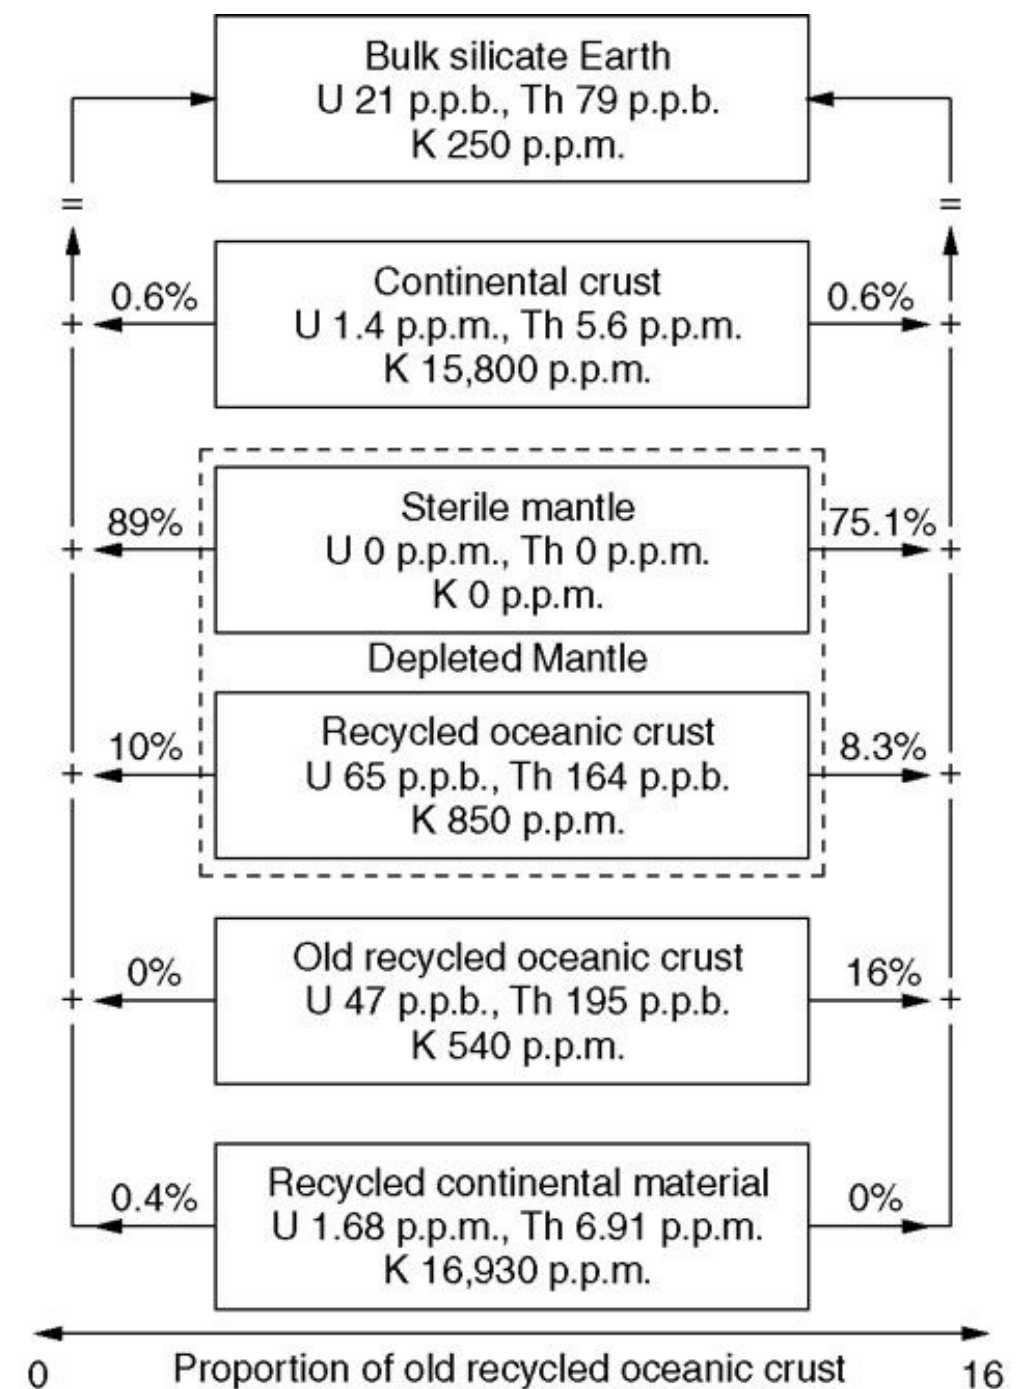 Bulk silicate Earth
U 21 p.p.b., Th 79 p.p.b.
K 250 p.p.m.
= =
0.6% Continental crust 0.6%
+ U 1.4 p.p.m., Th 5.6 p.p.m. +
K 15,800 p.p.m.
89% Sterile mantle 75.1%
+ U 0 p.p.m., Th 0 p.p.m. +
K 0 p.p.m.
Depleted Mantle
10% Recycled oceanic crust 8.3%
+ U 65 p.p.b., Th 164 p.p.b. +
K 850 p.p.m.
0% Old recycled oceanic crust 16%
+ U 47 p.p.b., Th 195 p.p.b. +
K 540 p.p.m.
0.4% Recycled continental material 0%
U 1.68 p.p.m., Th 6.91 p.p.m.
K 16,930 p.p.m.
0 Proportion of old recycled oceanic crust 16